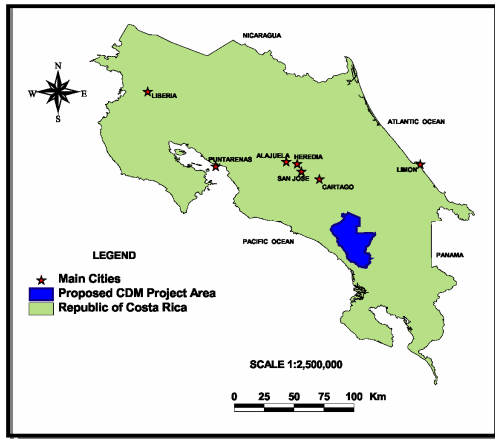 NICARAGUA
N
W E
S
LIBERIA
ATLANTIC OCEAN
ALAJUELA HEREDIA
PUNTARENAS
LIMON
SAN JOSE
CARTAGO
PACIFIC OCEAN
PANAMA
LEGEND
Main Cities
Proposed CDM Project Area
Republic of Costa Rica
SCALE 1:2,500,000
0 25 50 75 100 Km